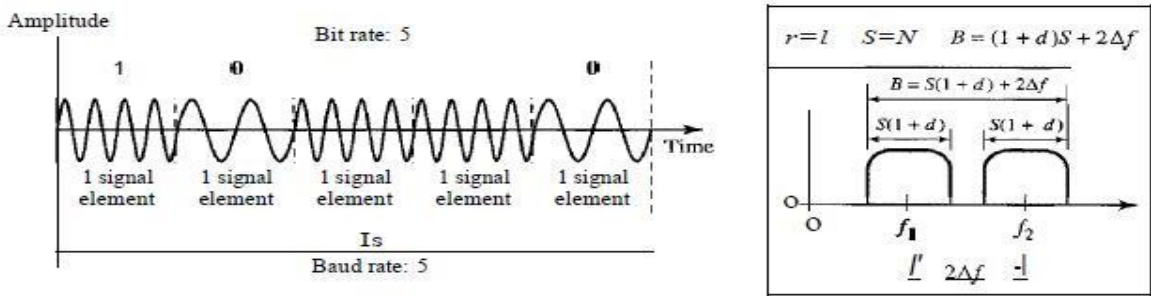 Amplitude
Bit rate: 5
1 0 0
Time
1 signal element
1 signal element
1 signal element
1 signal element
1 signal element
Is
Baud rate: 5
r=l S=N B=(1+d)S+2Δf
B=S(1+d)+2Δf
S(1+d) S(1+d)
O
O f1 f2
2Δf